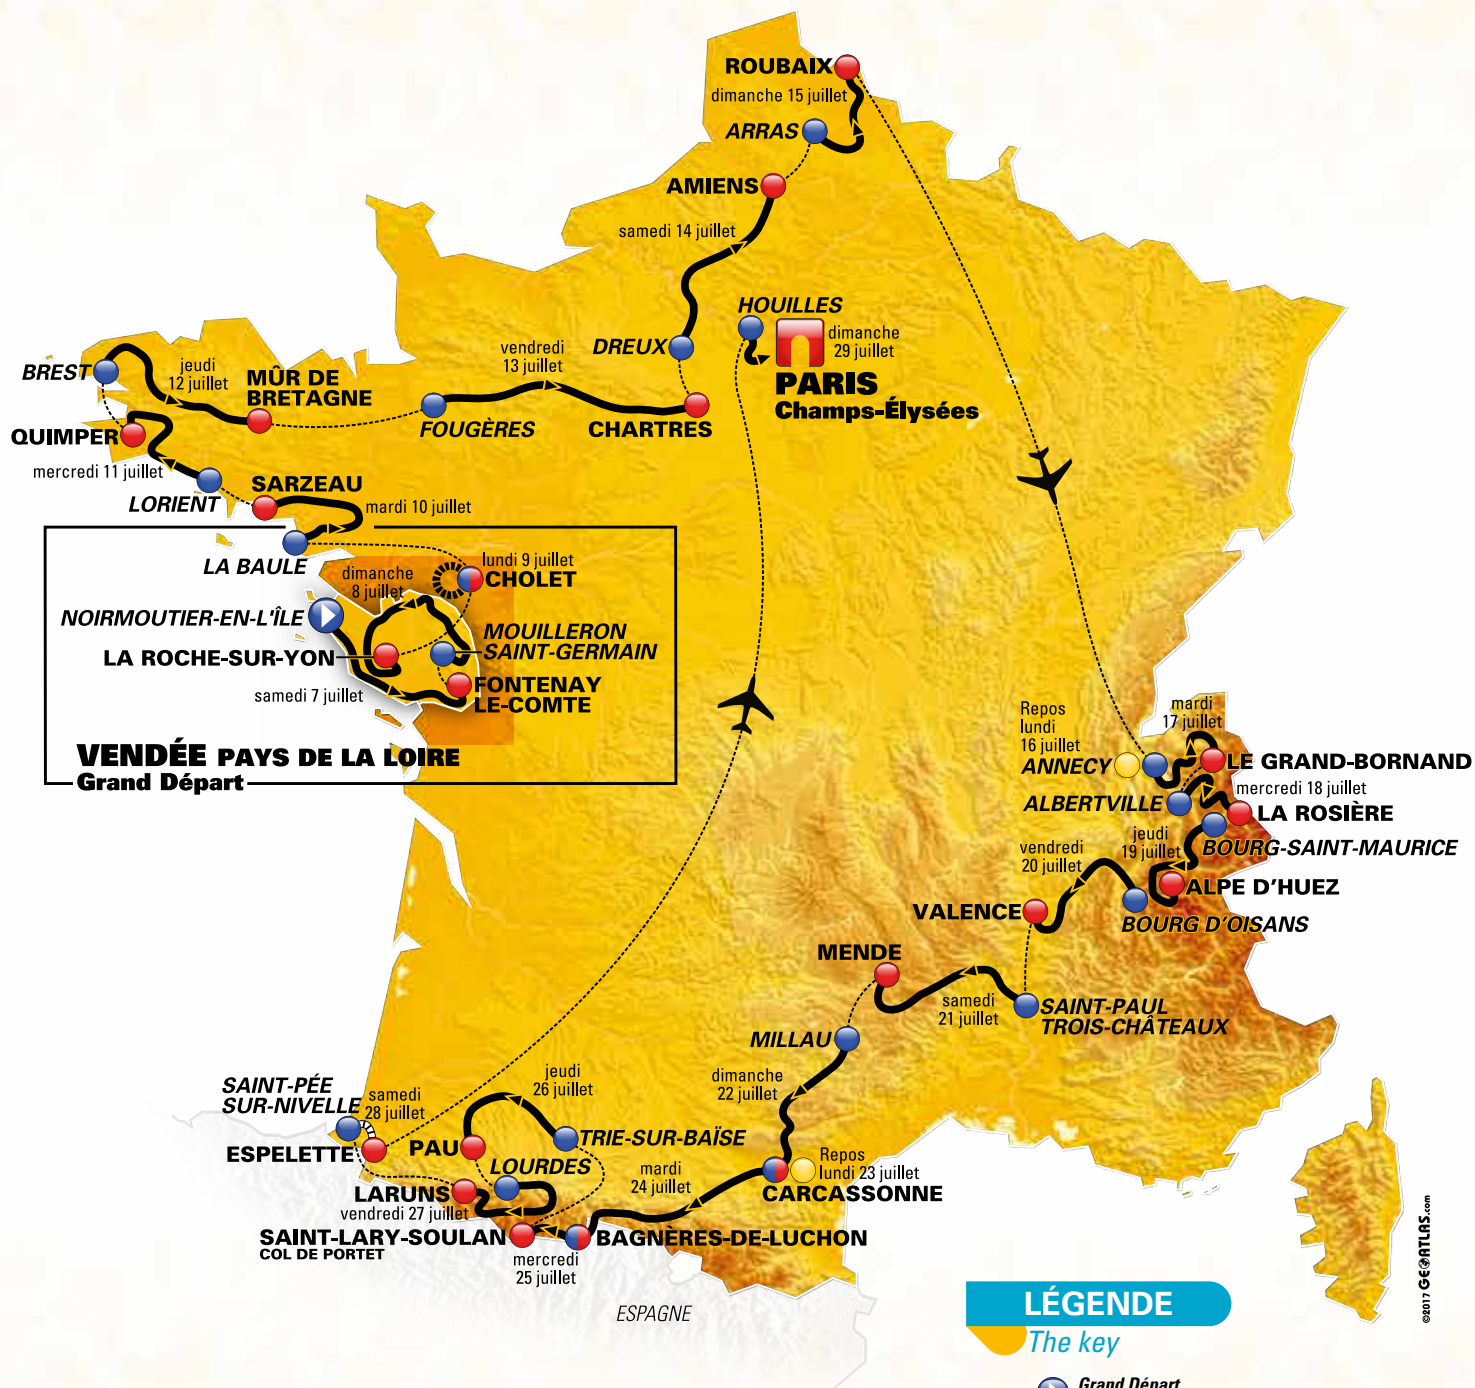 ROUBAIX
dimanche 15 juillet
ARRAS
AMIENS
samedi 14 juillet
HOUILLES
dimanche
29 juillet
PARIS
Champs-Élysées
DREUX
vendredi
13 juillet
BREST
jeudi
12 juillet
MÛR DE
BRETAGNE
FOUGÈRES
CHARTRES
QUIMPER
mercredi 11 juillet
LORIENT
SARZEAU
mardi 10 juillet
LA BAULE
lundi 9 juillet
CHOLET
dimanche
8 juillet
NOIRMOUTIER-EN-L'ÎLE
MOUILLERON
SAINT-GERMAIN
LA ROCHE-SUR-YON
samedi 7 juillet
FONTENAY
LE-COMTE
VENDÉE PAYS DE LA LOIRE
Grand Départ
Repos
lundi
16 juillet
ANNECY
mardi
17 juillet
LE GRAND-BORNAND
mercredi 18 juillet
ALBERTVILLE
LA ROSIÈRE
jeudi
19 juillet
BOURG-SAINT-MAURICE
vendredi
20 juillet
ALPE D'HUEZ
VALENCE
BOURG D'OISANS
MENDE
samedi
21 juillet
SAINT-PAUL
TROIS-CHÂTEAUX
MILLAU
dimanche
22 juillet
SAINT-PÉE
SUR-NIVELLE
samedi
28 juillet
ESPELETTE
jeudi
26 juillet
PAU
TRIE-SUR-BAÏSE
LOURDES
mardi
24 juillet
Repos
lundi 23 juillet
CARCASSONNE
LARUNS
vendredi 27 juillet
SAINT-LARY-SOULAN
COL DE PORTET
BAGNÈRES-DE-LUCHON
mercredi
25 juillet
ESPAGNE
©2017 GEOATLAS.com
LÉGENDE
The key
Grand Départ